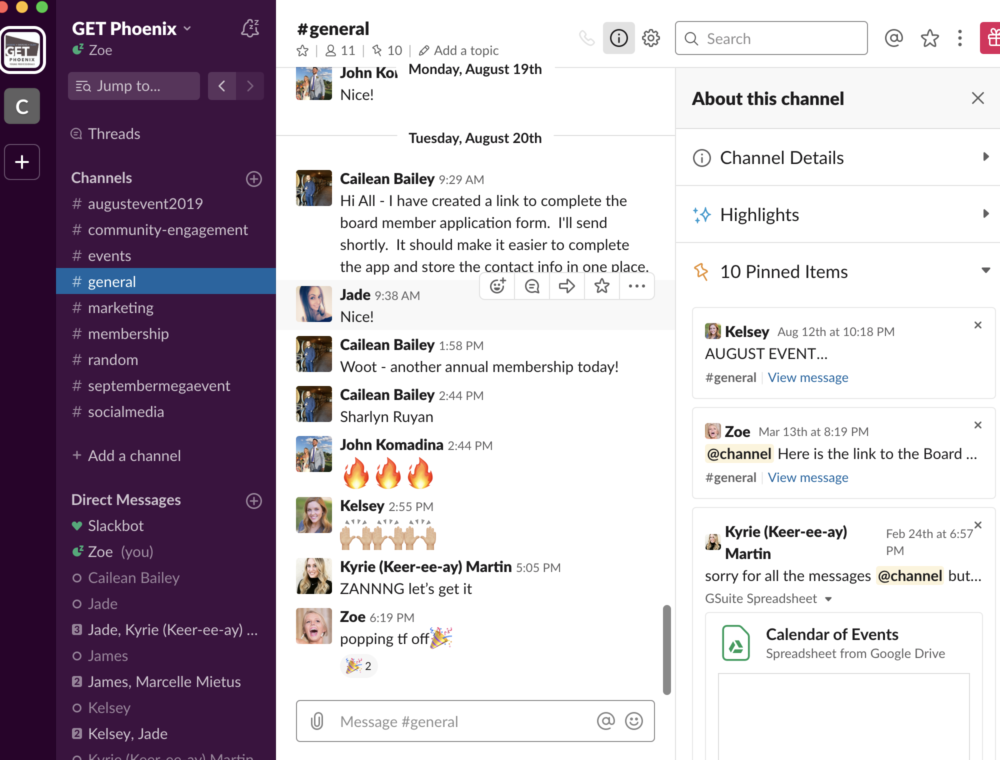 GET
PHOENIX
YOUNG PROFESSIONALS
C
GET Phoenix
Zoe
Jump to...
Threads
Channels
# augustevent2019
# community-engagement
# events
# general
# marketing
# membership
# random
# septembermegaevent
# socialmedia
+ Add a channel
Direct Messages
Slackbot
Zoe (you)
Cailean Bailey
Jade
3 Jade, Kyrie (Keer-ee-ay) ...
James
2 James, Marcelle Mietus
Kelsey
2 Kelsey, Jade
Kyrie (Keer-ee-ay) Martin
#general
11 | 10 | Add a topic
Search
Monday, August 19th
John Ko
Nice!
Tuesday, August 20th
Cailean Bailey 9:29 AM
Hi All - I have created a link to complete the
board member application form.  I'll send
shortly.  It should make it easier to complete
the app and store the contact info in one place.
Jade 9:38 AM
Nice!
Cailean Bailey 1:58 PM
Woot - another annual membership today!
Cailean Bailey 2:44 PM
Sharlyn Ruyan
John Komadina 2:44 PM
🔥🔥🔥
Kelsey 2:55 PM
🙌🏼🙌🏼🙌🏼
Kyrie (Keer-ee-ay) Martin 5:05 PM
ZANNNG let’s get it
Zoe 6:19 PM
popping tf off🎉
🎉 2
Message #general
About this channel
Channel Details
Highlights
10 Pinned Items
Kelsey Aug 12th at 10:18 PM
AUGUST EVENT...
#general | View message
Zoe Mar 13th at 8:19 PM
@channel Here is the link to the Board ...
#general | View message
Kyrie (Keer-ee-ay) Feb 24th at 6:57
Martin PM
sorry for all the messages @channel but...
GSuite Spreadsheet
Calendar of Events
Spreadsheet from Google Drive